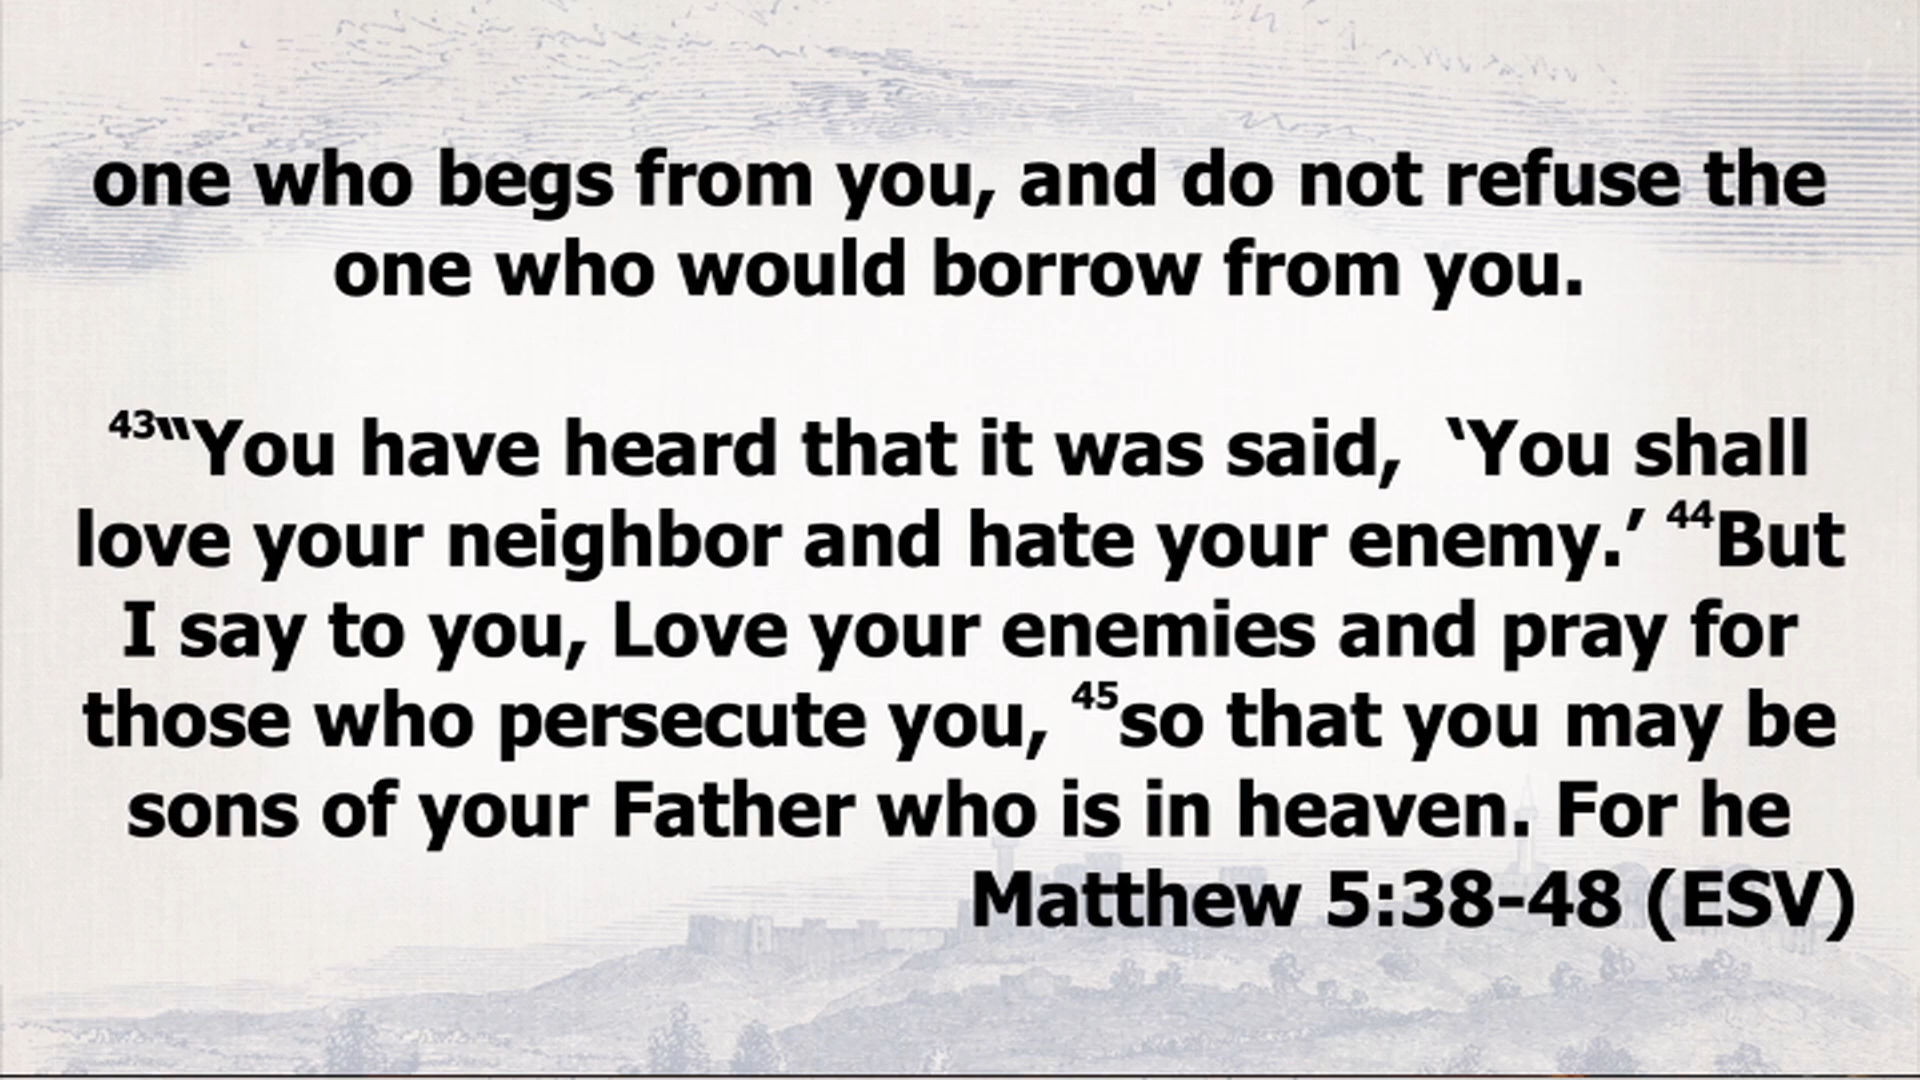 one who begs from you, and do not refuse the
one who would borrow from you.
43“You have heard that it was said,  ‘You shall
love your neighbor and hate your enemy.’ 44But
I say to you, Love your enemies and pray for
those who persecute you, 45so that you may be
sons of your Father who is in heaven. For he
Matthew 5:38-48 (ESV)